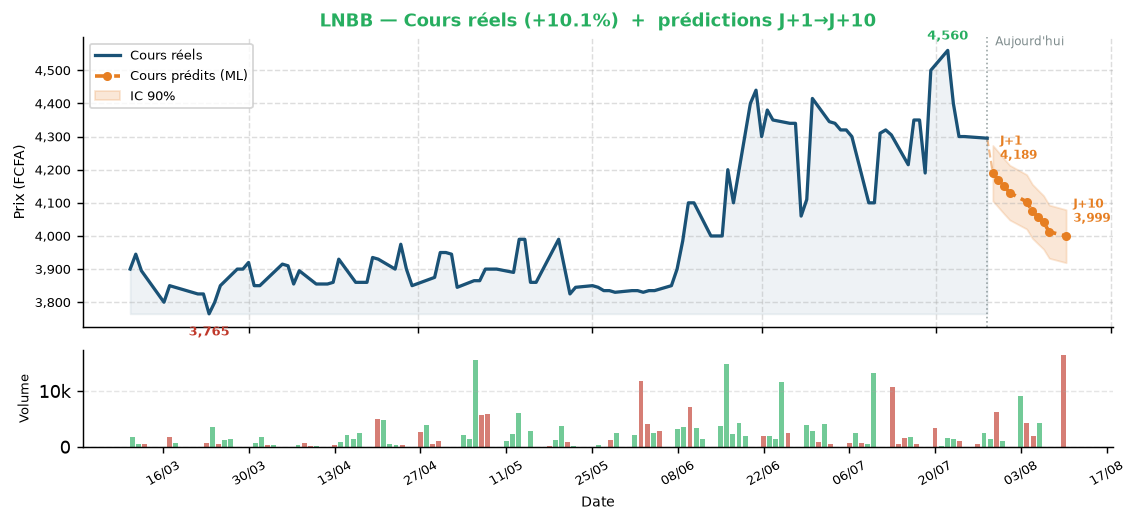 LNBB — Cours réels (+10.1%)  +  prédictions J+1→J+10
Cours réels
Cours prédits (ML)
IC 90%
4,560
Aujourd'hui
J+1
4,189
J+10
3,999
3,765
Prix (FCFA)
4,500
4,400
4,300
4,200
4,100
4,000
3,900
3,800
Volume
10k
0
16/03
30/03
13/04
27/04
11/05
25/05
08/06
22/06
06/07
20/07
03/08
17/08
Date